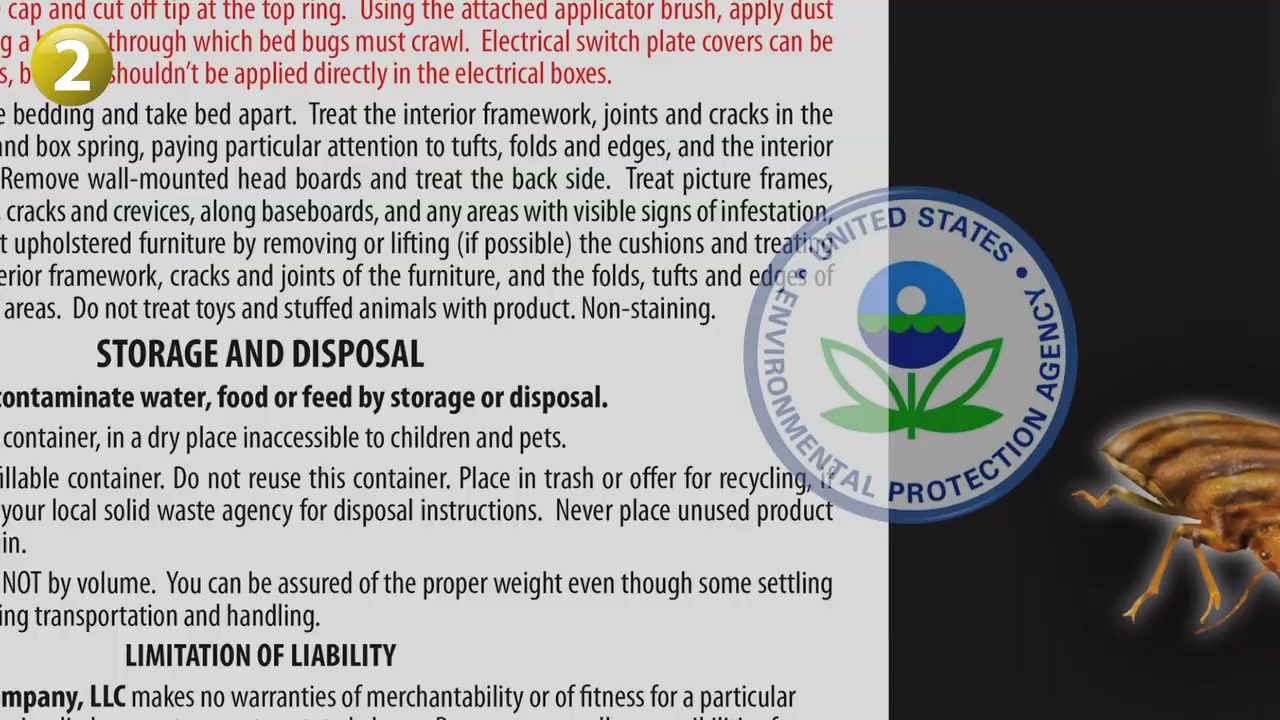 cap and cut off tip at the top ring. Using the attached applicator brush, apply dust
g a through which bed bugs must crawl. Electrical switch plate covers can be
s, b shouldn't be applied directly in the electrical boxes.
2
e bedding and take bed apart. Treat the interior framework, joints and cracks in the
and box spring, paying particular attention to tufts, folds and edges, and the interior
Remove wall-mounted head boards and treat the back side. Treat picture frames,
, cracks and crevices, along baseboards, and any areas with visible signs of infestation,
t upholstered furniture by removing or lifting (if possible) the cushions and treating
erior framework, cracks and joints of the furniture, and the folds, tufts and edges of
areas. Do not treat toys and stuffed animals with product. Non-staining.
STORAGE AND DISPOSAL
contaminate water, food or feed by storage or disposal.
container, in a dry place inaccessible to children and pets.
fillable container. Do not reuse this container. Place in trash or offer for recycling, if
your local solid waste agency for disposal instructions. Never place unused product
in.
NOT by volume. You can be assured of the proper weight even though some settling
ing transportation and handling.
LIMITATION OF LIABILITY
ompany, LLC makes no warranties of merchantability or of fitness for a particular
UNITED STATES
ENVIRONMENTAL PROTECTION AGENCY